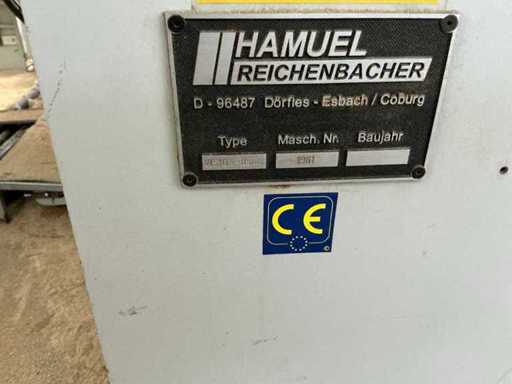 HAMUEL
REICHENBACHER
D - 96487 Dörfles - Esbach / Coburg
Type Masch. Nr. Baujahr
CE